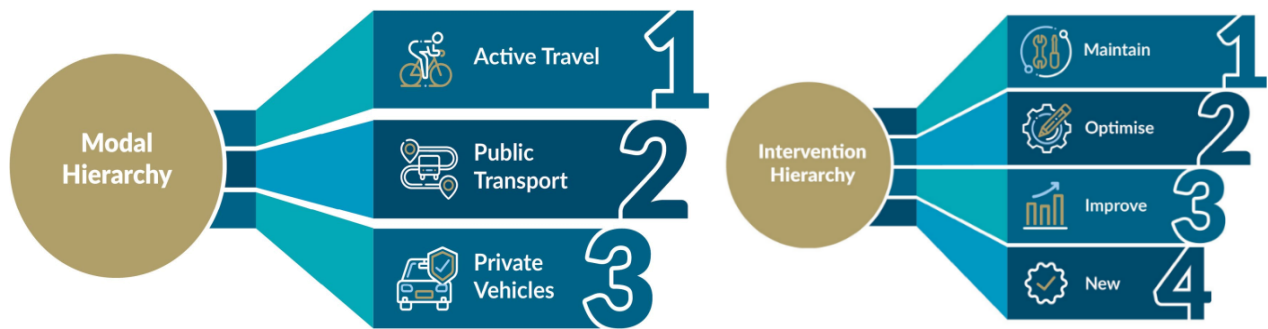 Modal
Hierarchy
Active Travel
1
Public
Transport
2
Private
Vehicles
3
Intervention
Hierarchy
Maintain
1
Optimise
2
Improve
3
New
4